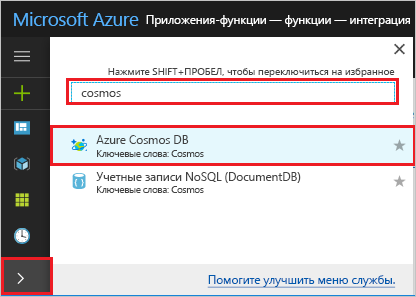 Microsoft Azure Приложения-функции — функции — интеграция
Нажмите SHIFT+ПРОБЕЛ, чтобы переключиться на избранное
cosmos
Azure Cosmos DB
Ключевые слова: Cosmos
Учетные записи NoSQL (DocumentDB)
Ключевые слова: Cosmos
Помогите улучшить меню службы.